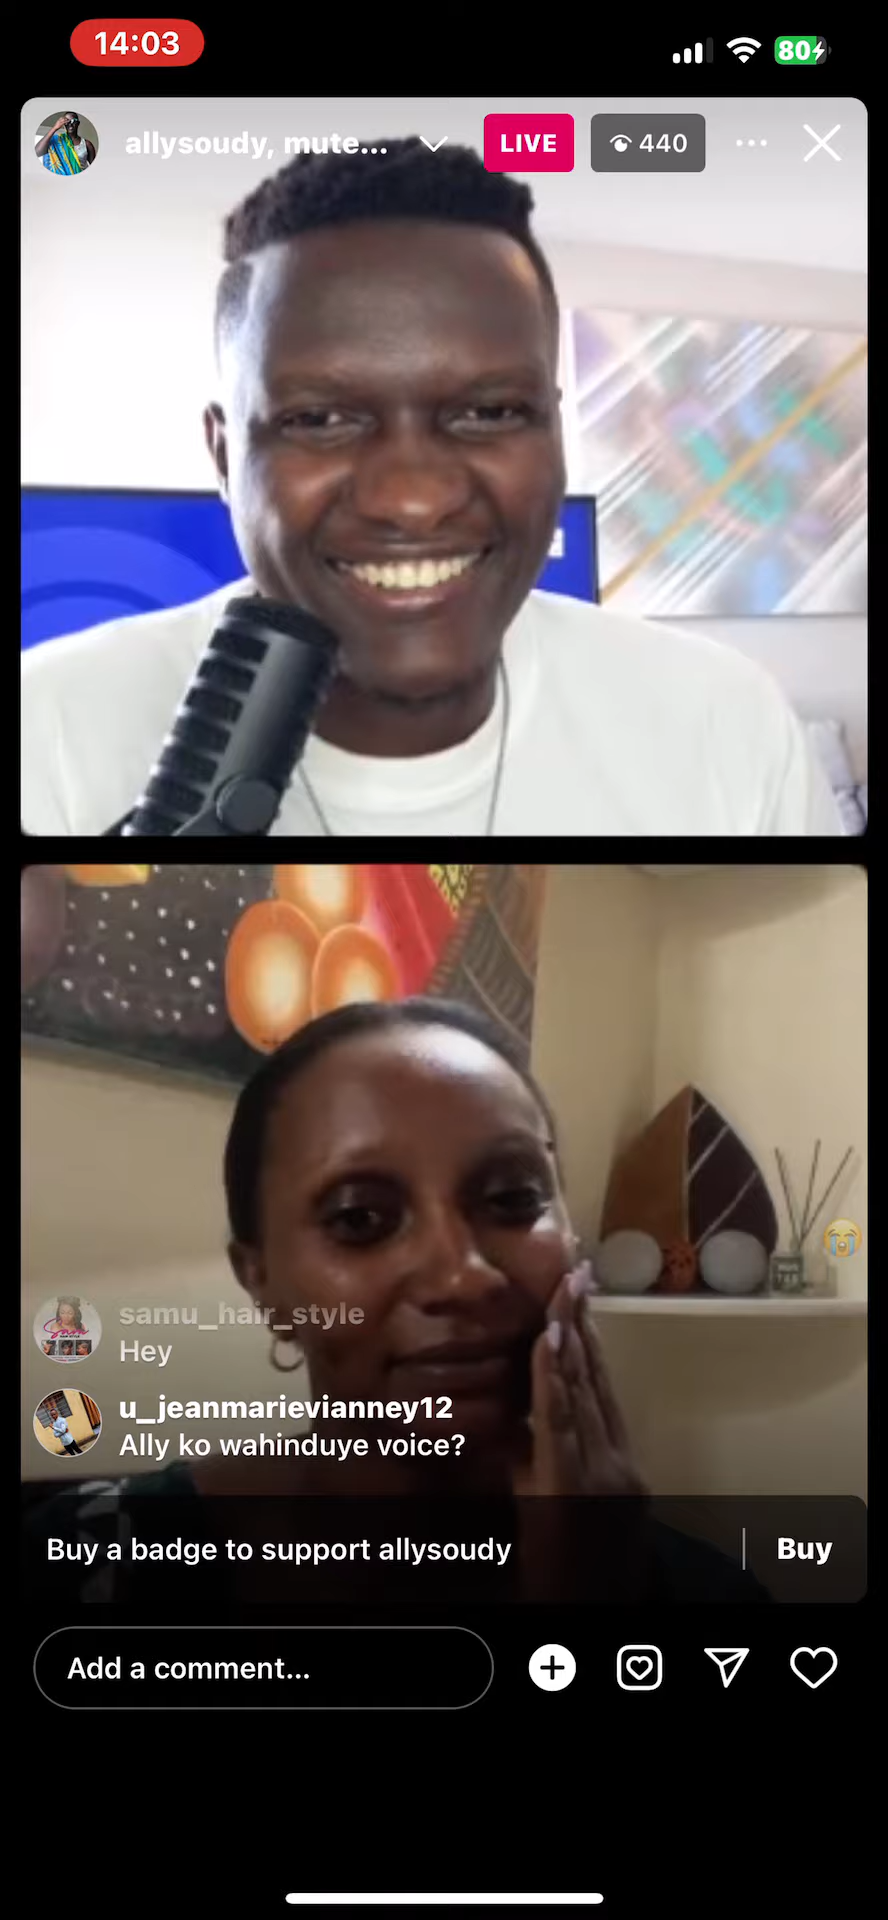 14:03
80
allysoudy, mute...
LIVE
440
samu_hair_style
Hey
u_jeanmarievianney12
Ally ko wahinduye voice?
Buy a badge to support allysoudy
Buy
Add a comment...